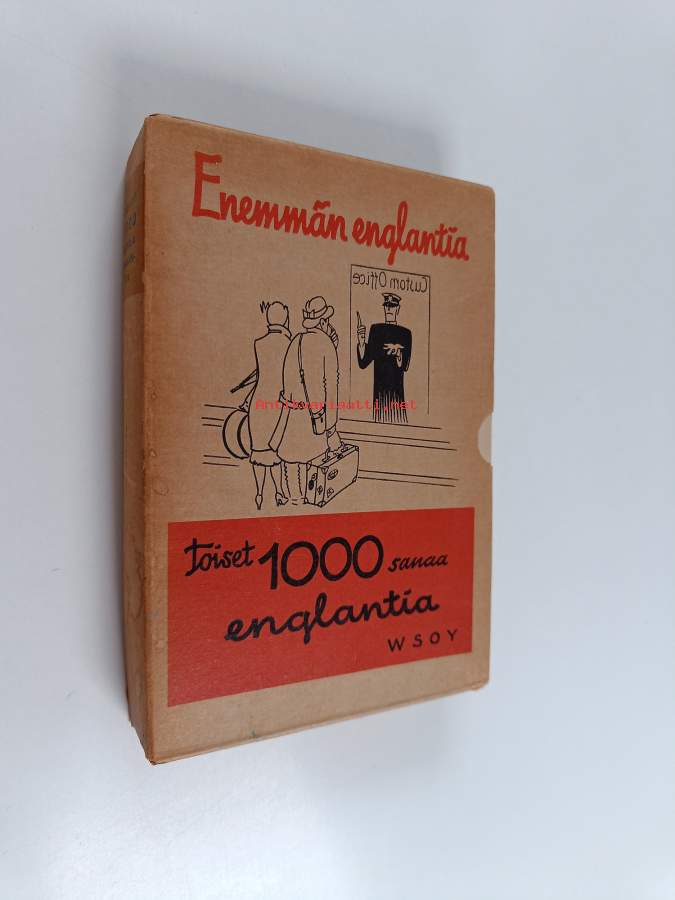 Enemmän englantia
Custom Office
Antikvariaatti.net
toiset 1000 sanaa
englantia
WSOY